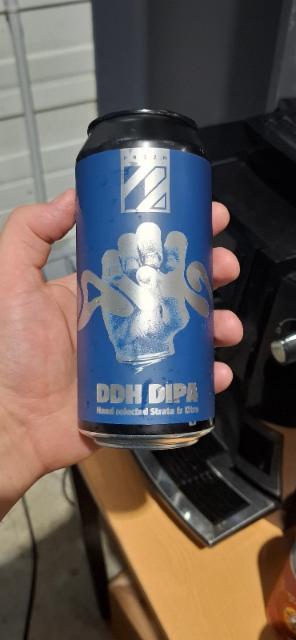 DDH DIPA
Hand selected Strata & Citra